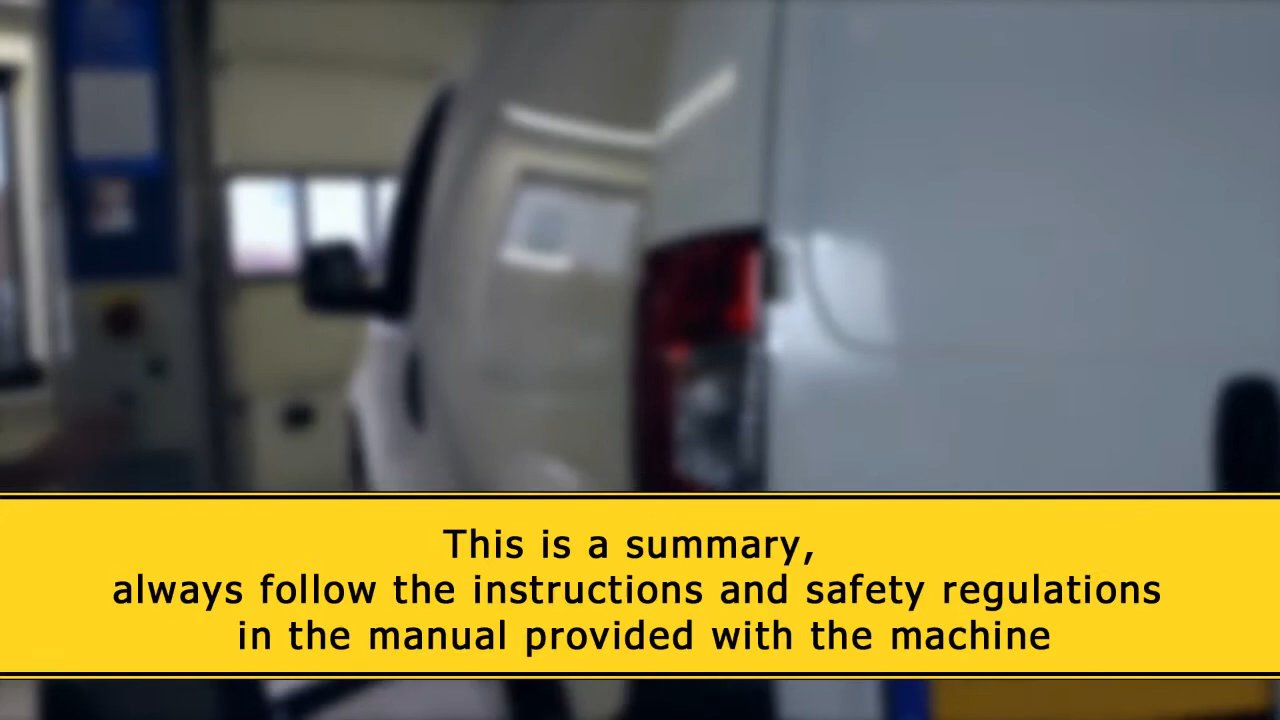 This is a summary,
always follow the instructions and safety regulations
in the manual provided with the machine